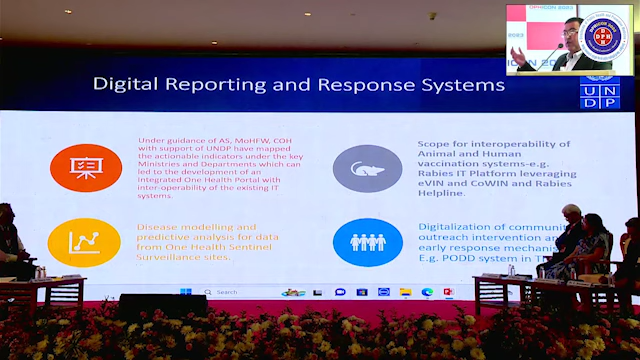 DPHICON 2023
Digital Reporting and Response Systems
U N
D P
Under guidance of AS, MoHFW, COH
with support of UNDP have mapped
the actionable indicators under the key
Ministries and Departments which can
led to the development of an
Integrated One Health Portal with
inter-operability of the existing IT
systems.
Scope for interoperability of
Animal and Human
vaccination systems-e.g.
Rabies IT Platform leveraging
eVIN and CoWIN and Rabies
Helpline.
Disease modelling and
predictive analysis for data
from One Health Sentinel
Surveillance sites.
Digitalization of
outreach intervention
early response
E.g. PODD system in
Search